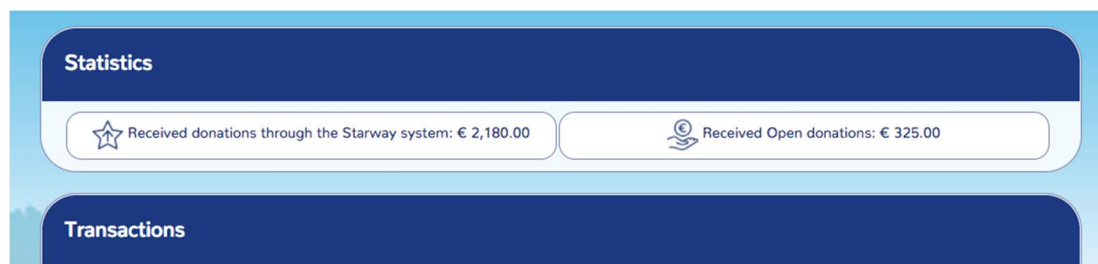 Statistics
Received donations through the Starway system: € 2,180.00
Received Open donations: € 325.00
Transactions